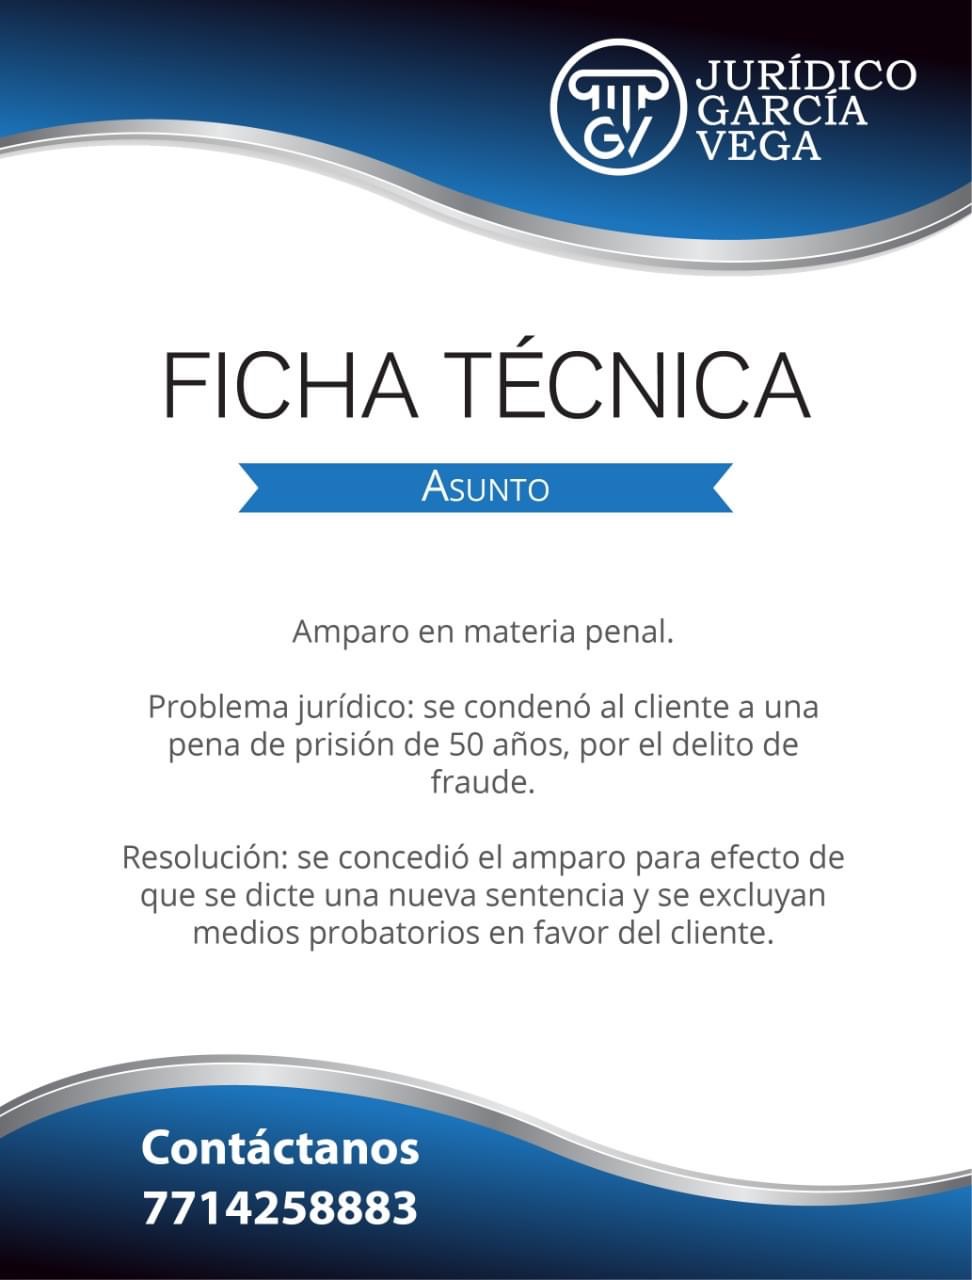 JURÍDICO
GARCÍA
VEGA
GV
FICHA TÉCNICA
ASUNTO
Amparo en materia penal.
Problema jurídico: se condenó al cliente a una
pena de prisión de 50 años, por el delito de
fraude.
Resolución: se concedió el amparo para efecto de
que se dicte una nueva sentencia y se excluyan
medios probatorios en favor del cliente.
Contáctanos
7714258883